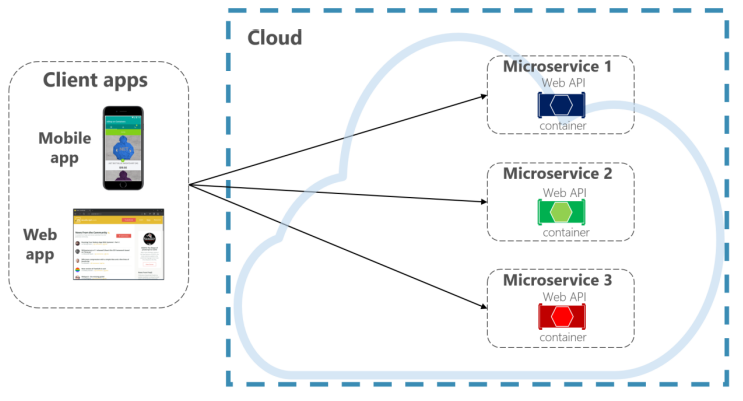 Cloud
Client apps
Mobile
app
Web
app
Microservice 1
Web API
container
Microservice 2
Web API
container
Microservice 3
Web API
container